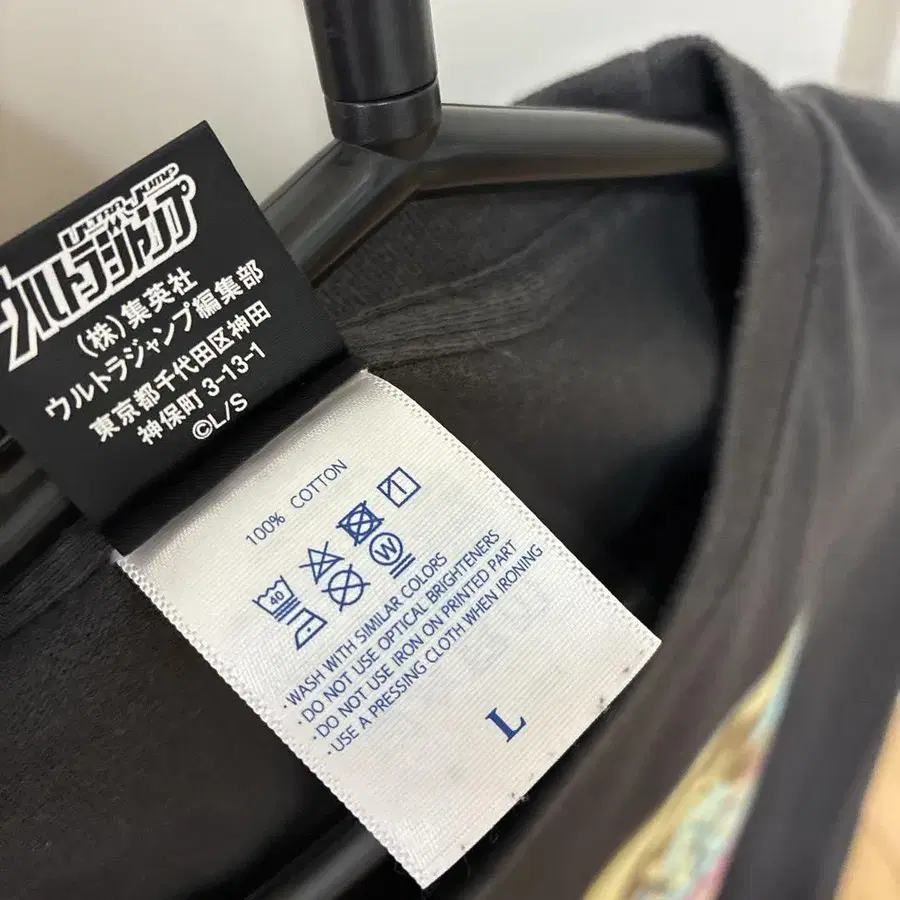 ULTRA JUMP
ウルトラジャンプ
(株)集英社
ウルトラジャンプ編集部
東京都千代田区神田
神保町 3-13-1
©L/S
100% COTTON
40
W
· WASH WITH SIMILAR COLORS
· DO NOT USE OPTICAL BRIGHTENERS
· DO NOT USE IRON ON PRINTED PART
· USE A PRESSING CLOTH WHEN IRONING
L